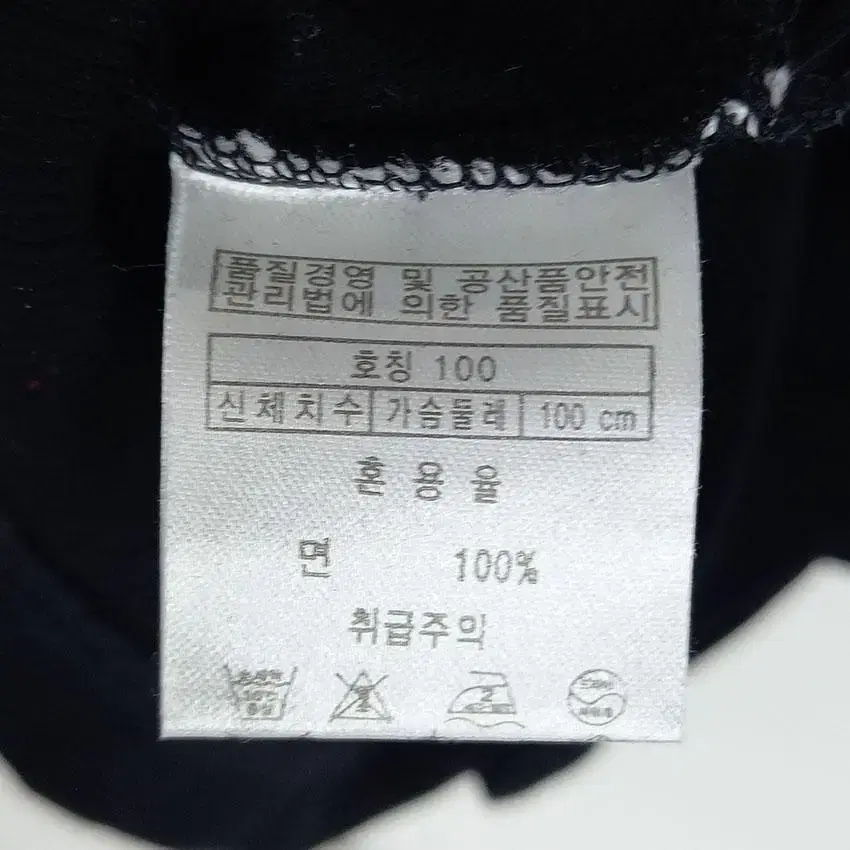 품질경영 및 공산품안전
관리법에 의한 품질표시
호칭 100
신체치수 가슴둘레 100 cm
혼용율
면 100%
취급주의